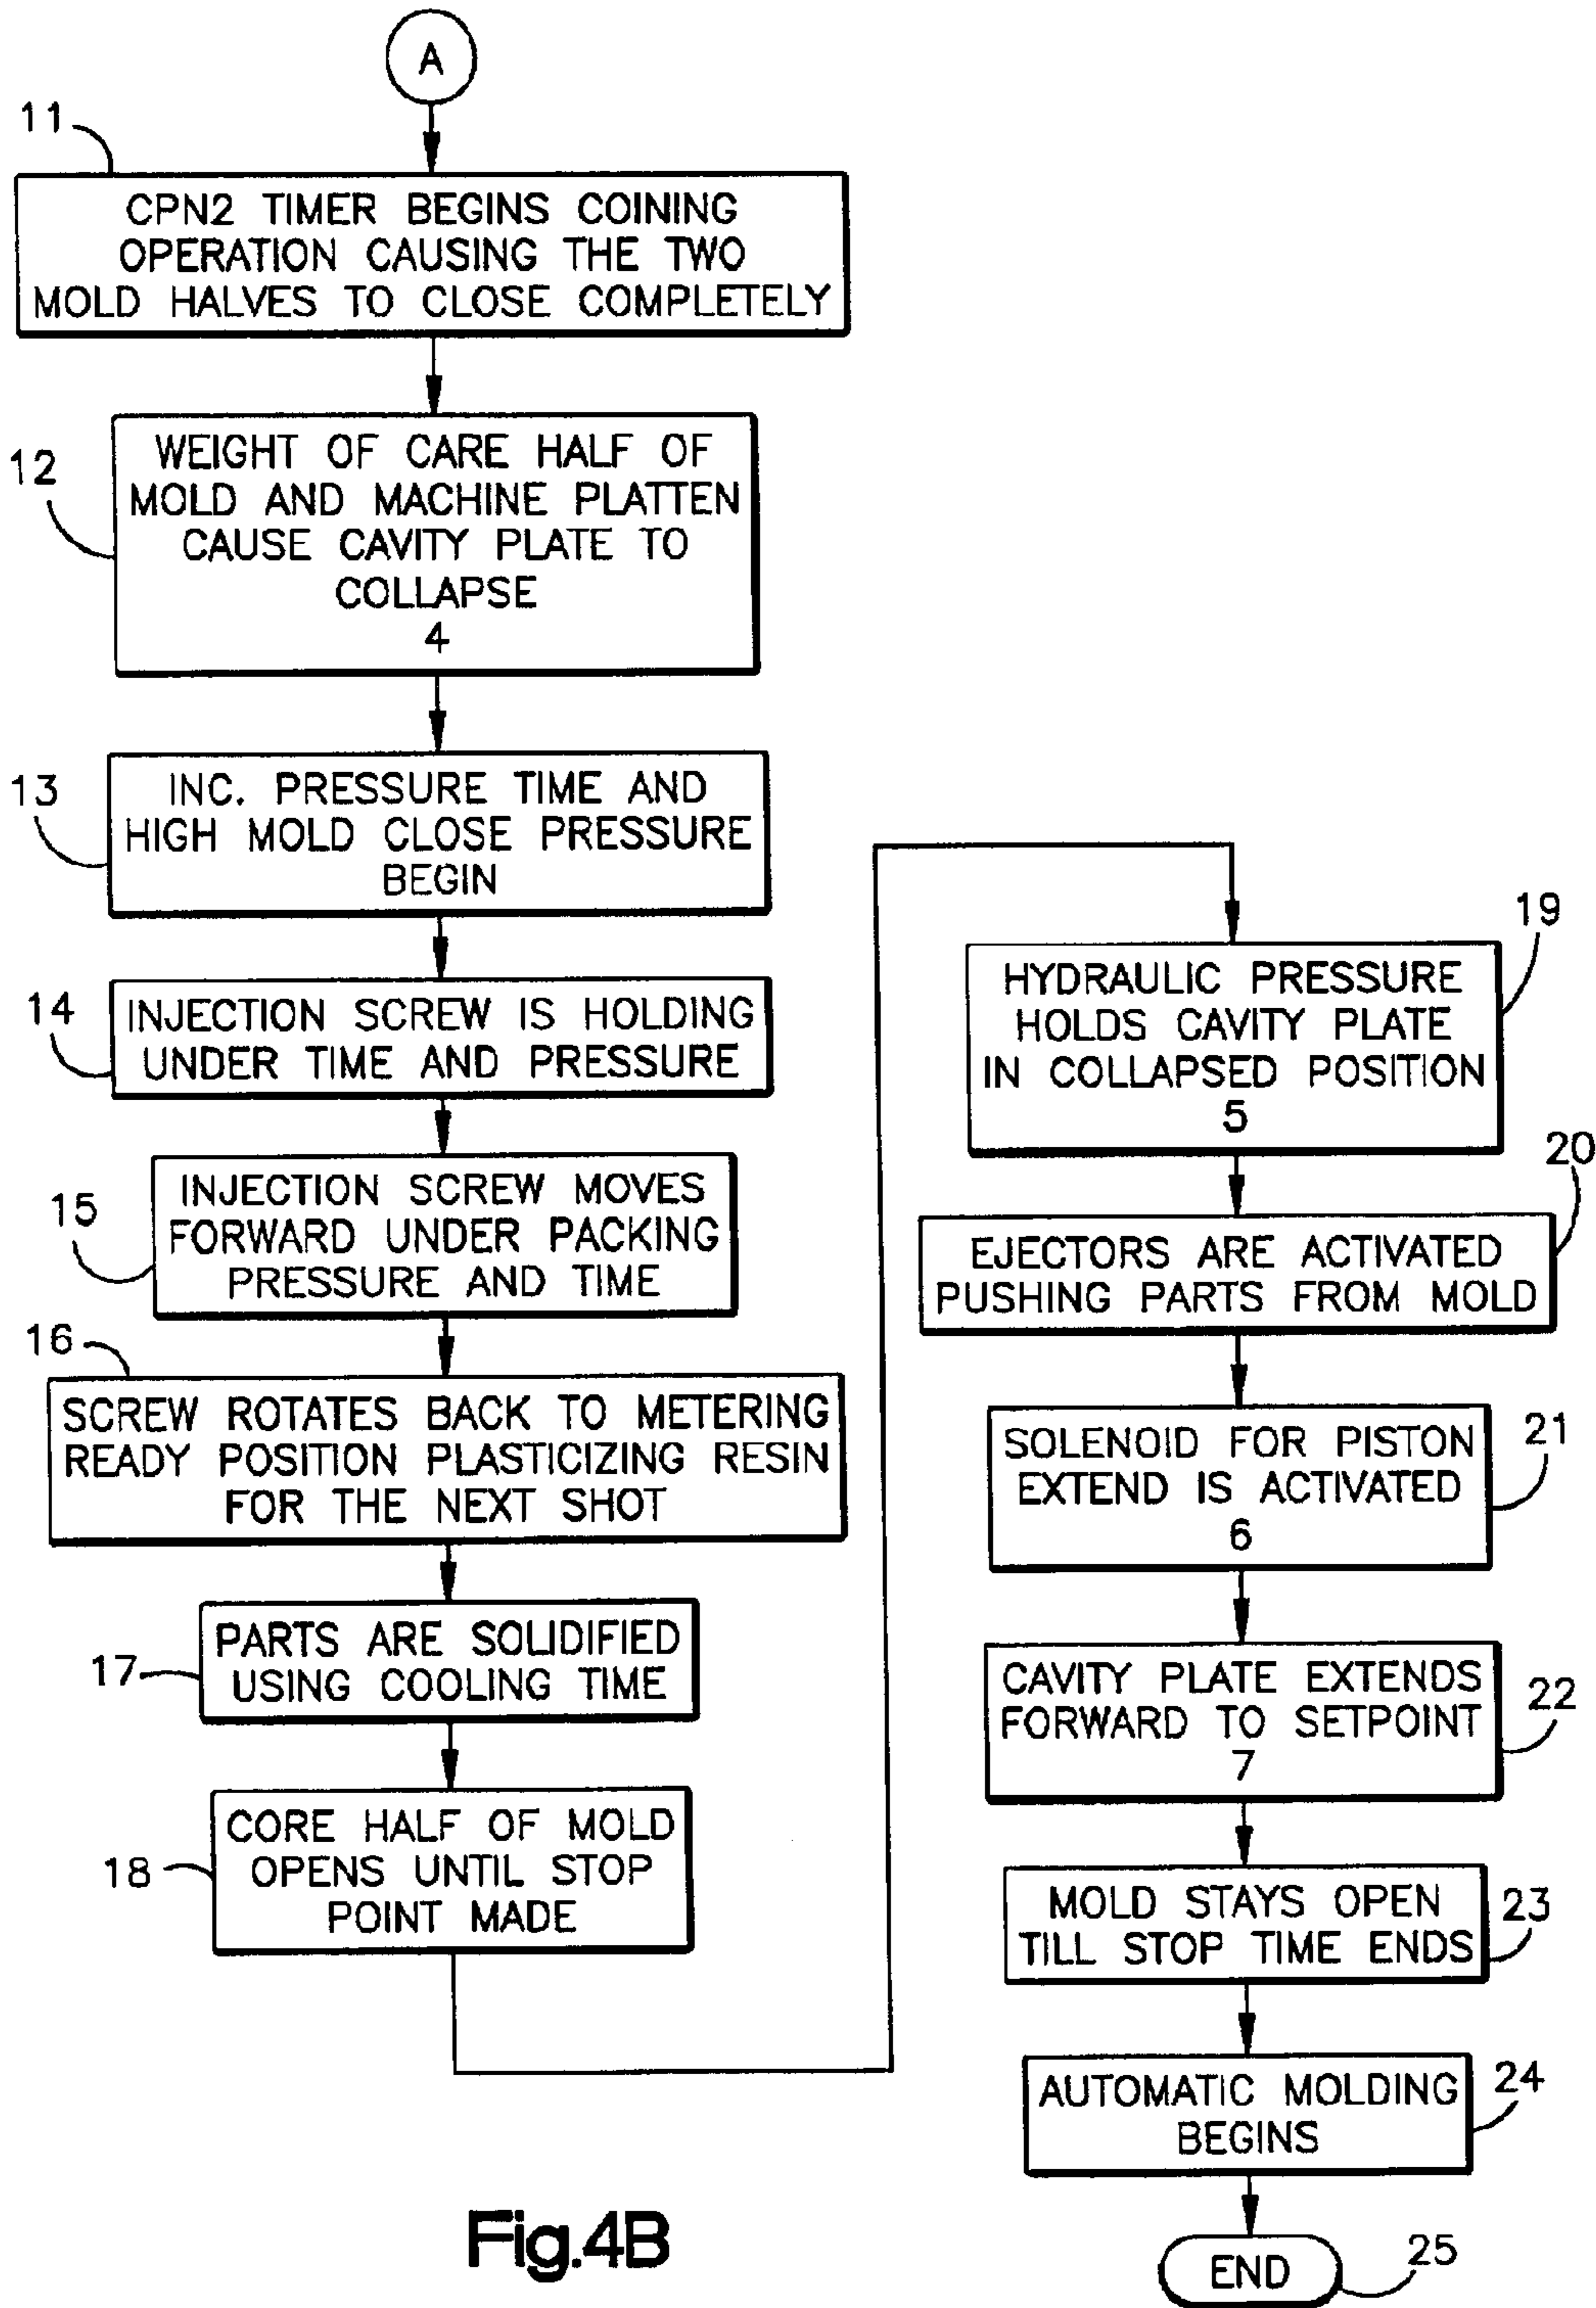 A
11
CPN2 TIMER BEGINS COINING
OPERATION CAUSING THE TWO
MOLD HALVES TO CLOSE COMPLETELY
12
WEIGHT OF CARE HALF OF
MOLD AND MACHINE PLATTEN
CAUSE CAVITY PLATE TO
COLLAPSE
4
13
INC. PRESSURE TIME AND
HIGH MOLD CLOSE PRESSURE
BEGIN
14
INJECTION SCREW IS HOLDING
UNDER TIME AND PRESSURE
15
INJECTION SCREW MOVES
FORWARD UNDER PACKING
PRESSURE AND TIME
16
SCREW ROTATES BACK TO METERING
READY POSITION PLASTICIZING RESIN
FOR THE NEXT SHOT
17
PARTS ARE SOLIDIFIED
USING COOLING TIME
18
CORE HALF OF MOLD
OPENS UNTIL STOP
POINT MADE
19
HYDRAULIC PRESSURE
HOLDS CAVITY PLATE
IN COLLAPSED POSITION
5
20
EJECTORS ARE ACTIVATED
PUSHING PARTS FROM MOLD
21
SOLENOID FOR PISTON
EXTEND IS ACTIVATED
6
22
CAVITY PLATE EXTENDS
FORWARD TO SETPOINT
7
23
MOLD STAYS OPEN
TILL STOP TIME ENDS
24
AUTOMATIC MOLDING
BEGINS
END
25
Fig.4B